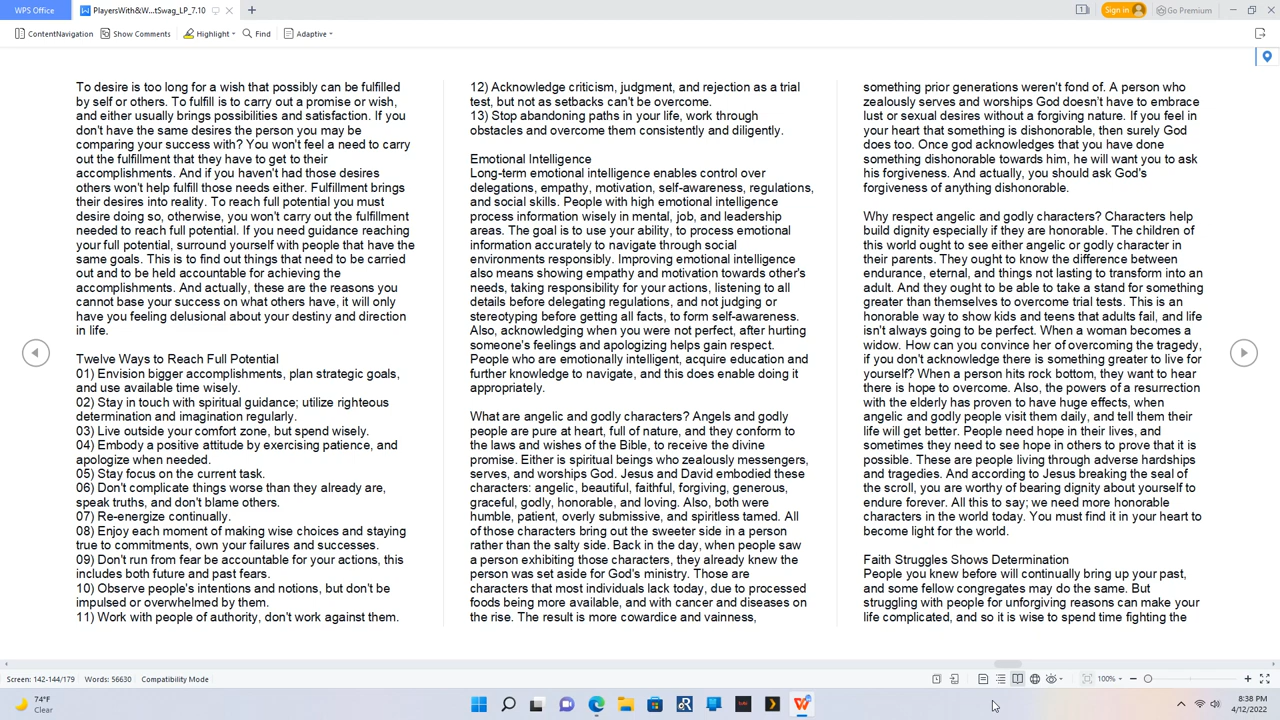 WPS Office
PlayersWith&W...tSwag_LP_7.10
Sign in
Go Premium
ContentNavigation
Show Comments
Highlight
Find
Adaptive
To desire is too long for a wish that possibly can be fulfilled
by self or others. To fulfill is to carry out a promise or wish,
and either usually brings possibilities and satisfaction. If you
don't have the same desires the person you may be
comparing your success with? You won't feel a need to carry
out the fulfillment that they have to get to their
accomplishments. And if you haven't had those desires
others won't help fulfill those needs either. Fulfillment brings
their desires into reality. To reach full potential you must
desire doing so, otherwise, you won't carry out the fulfillment
needed to reach full potential. If you need guidance reaching
your full potential, surround yourself with people that have the
same goals. This is to find out things that need to be carried
out and to be held accountable for achieving the
accomplishments. And actually, these are the reasons you
cannot base your success on what others have, it will only
have you feeling delusional about your destiny and direction
in life.
Twelve Ways to Reach Full Potential
01) Envision bigger accomplishments, plan strategic goals,
and use available time wisely.
02) Stay in touch with spiritual guidance; utilize righteous
determination and imagination regularly.
03) Live outside your comfort zone, but spend wisely.
04) Embody a positive attitude by exercising patience, and
apologize when needed.
05) Stay focus on the current task.
06) Don't complicate things worse than they already are,
speak truths, and don't blame others.
07) Re-energize continually.
08) Enjoy each moment of making wise choices and staying
true to commitments, own your failures and successes.
09) Don't run from fear be accountable for your actions, this
includes both future and past fears.
10) Observe people's intentions and notions, but don't be
impulsed or overwhelmed by them.
11) Work with people of authority, don't work against them.
12) Acknowledge criticism, judgment, and rejection as a trial
test, but not as setbacks can't be overcome.
13) Stop abandoning paths in your life, work through
obstacles and overcome them consistently and diligently.
Emotional Intelligence
Long-term emotional intelligence enables control over
delegations, empathy, motivation, self-awareness, regulations,
and social skills. People with high emotional intelligence
process information wisely in mental, job, and leadership
areas. The goal is to use your ability, to process emotional
information accurately to navigate through social
environments responsibly. Improving emotional intelligence
also means showing empathy and motivation towards other's
needs, taking responsibility for your actions, listening to all
details before delegating regulations, and not judging or
stereotyping before getting all facts, to form self-awareness.
Also, acknowledging when you were not perfect, after hurting
someone's feelings and apologizing helps gain respect.
People who are emotionally intelligent, acquire education and
further knowledge to navigate, and this does enable doing it
appropriately.
What are angelic and godly characters? Angels and godly
people are pure at heart, full of nature, and they conform to
the laws and wishes of the Bible, to receive the divine
promise. Either is spiritual beings who zealously messengers,
serves, and worships God. Jesus and David embodied these
characters: angelic, beautiful, faithful, forgiving, generous,
graceful, godly, honorable, and loving. Also, both were
humble, patient, overly submissive, and spiritless tamed. All
of those characters bring out the sweeter side in a person
rather than the salty side. Back in the day, when people saw
a person exhibiting those characters, they already knew the
person was set aside for God's ministry. Those are
characters that most individuals lack today, due to processed
foods being more available, and with cancer and diseases on
the rise. The result is more cowardice and vainness,
something prior generations weren't fond of. A person who
zealously serves and worships God doesn't have to embrace
lust or sexual desires without a forgiving nature. If you feel in
your heart that something is dishonorable, then surely God
does too. Once god acknowledges that you have done
something dishonorable towards him, he will want you to ask
his forgiveness. And actually, you should ask God's
forgiveness of anything dishonorable.
Why respect angelic and godly characters? Characters help
build dignity especially if they are honorable. The children of
this world ought to see either angelic or godly character in
their parents. They ought to know the difference between
endurance, eternal, and things not lasting to transform into an
adult. And they ought to be able to take a stand for something
greater than themselves to overcome trial tests. This is an
honorable way to show kids and teens that adults fail, and life
isn't always going to be perfect. When a woman becomes a
widow. How can you convince her of overcoming the tragedy,
if you don't acknowledge there is something greater to live for
yourself? When a person hits rock bottom, they want to hear
there is hope to overcome. Also, the powers of a resurrection
with the elderly has proven to have huge effects, when
angelic and godly people visit them daily, and tell them their
life will get better. People need hope in their lives, and
sometimes they need to see hope in others to prove that it is
possible. These are people living through adverse hardships
and tragedies. And according to Jesus breaking the seal of
the scroll, you are worthy of bearing dignity about yourself to
endure forever. All this to say; we need more honorable
characters in the world today. You must find it in your heart to
become light for the world.
Faith Struggles Shows Determination
People you knew before will continually bring up your past,
and some fellow congregates may do the same. But
struggling with people for unforgiving reasons can make your
life complicated, and so it is wise to spend time fighting the
Screen: 142-144/179
Words: 56630
Compatibility Mode
100%
74°F
Clear
8:38 PM
4/12/2022